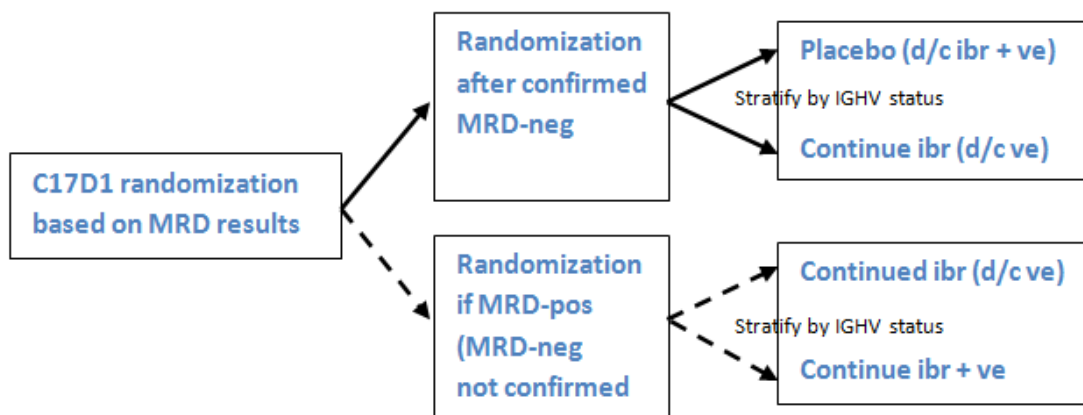 C17D1 randomization
based on MRD results
Randomization
after confirmed
MRD-neg
Placebo (d/c ibr + ve)
Stratify by IGHV status
Continue ibr (d/c ve)
Randomization
if MRD-pos
(MRD-neg
not confirmed
Continued ibr (d/c ve)
Stratify by IGHV status
Continue ibr + ve